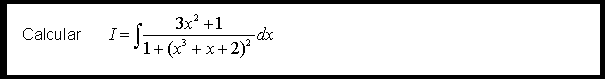 Calcular I = ∫ (3x² + 1) / (1 + (x³ + x + 2)²) dx